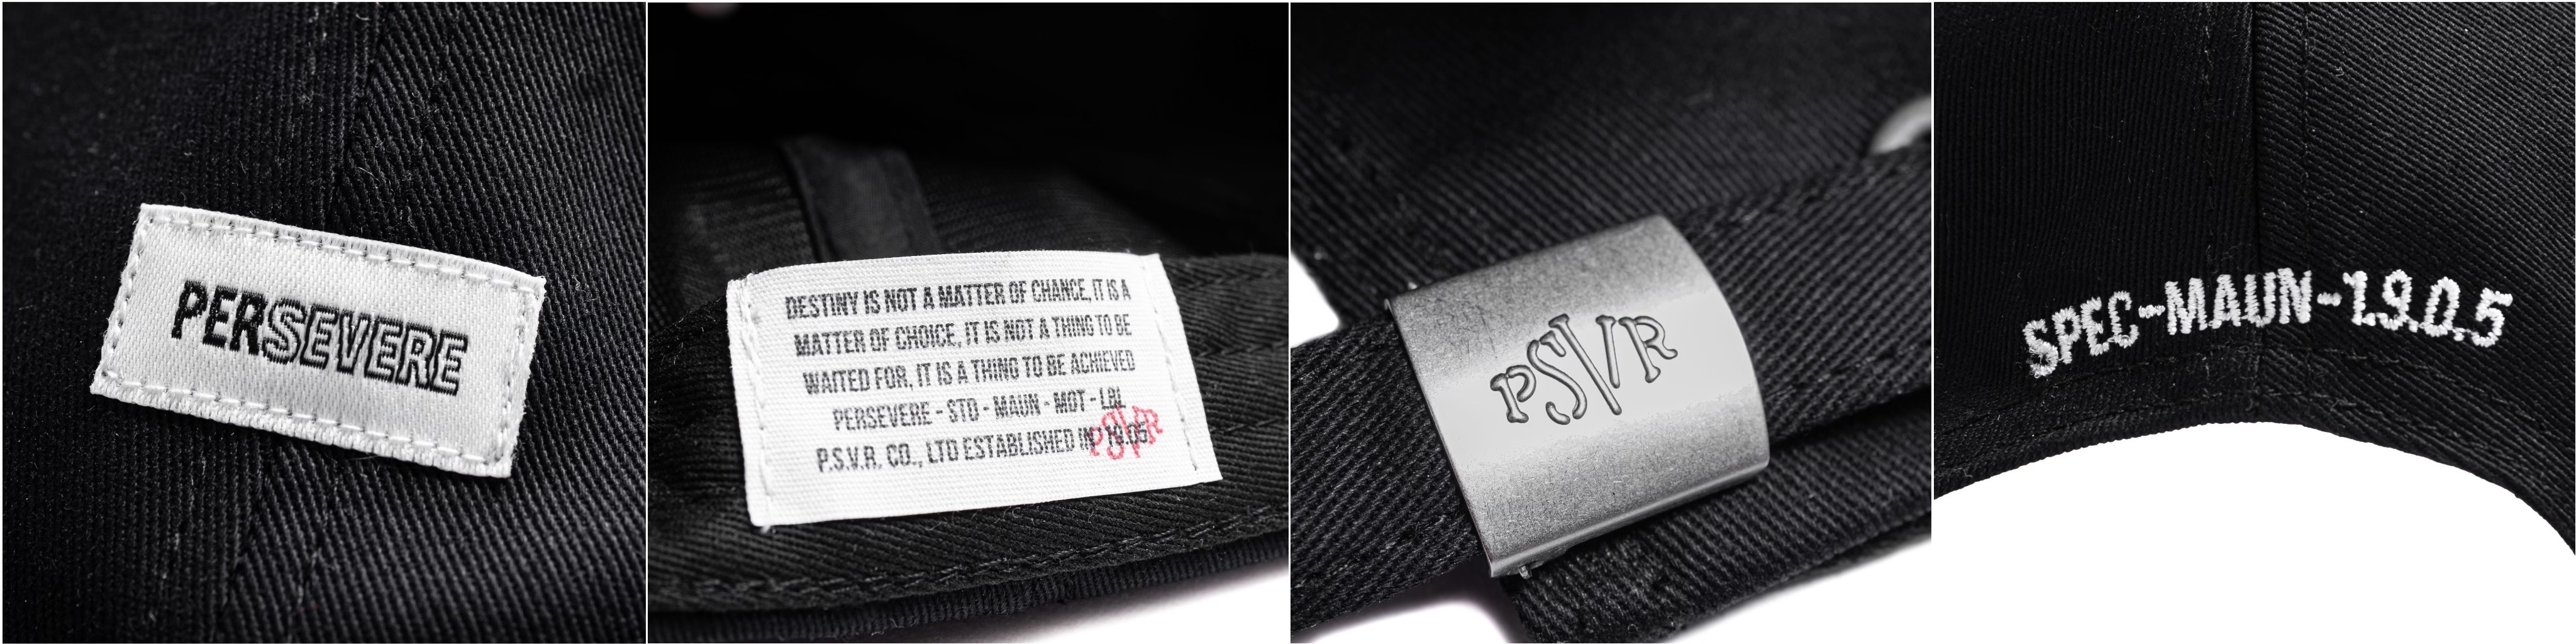 PERSEVERE
DESTINY IS NOT A MATTER OF CHANCE, IT IS A
MATTER OF CHOICE, IT IS NOT A THING TO BE
WAITED FOR, IT IS A THING TO BE ACHIEVED
PERSEVERE - STD - MAUN - MOT - LBL
P.S.V.R. CO., LTD ESTABLISHED IN 19.05
PSVR
PSVR
SPEC-MAUN-1.9.0.5